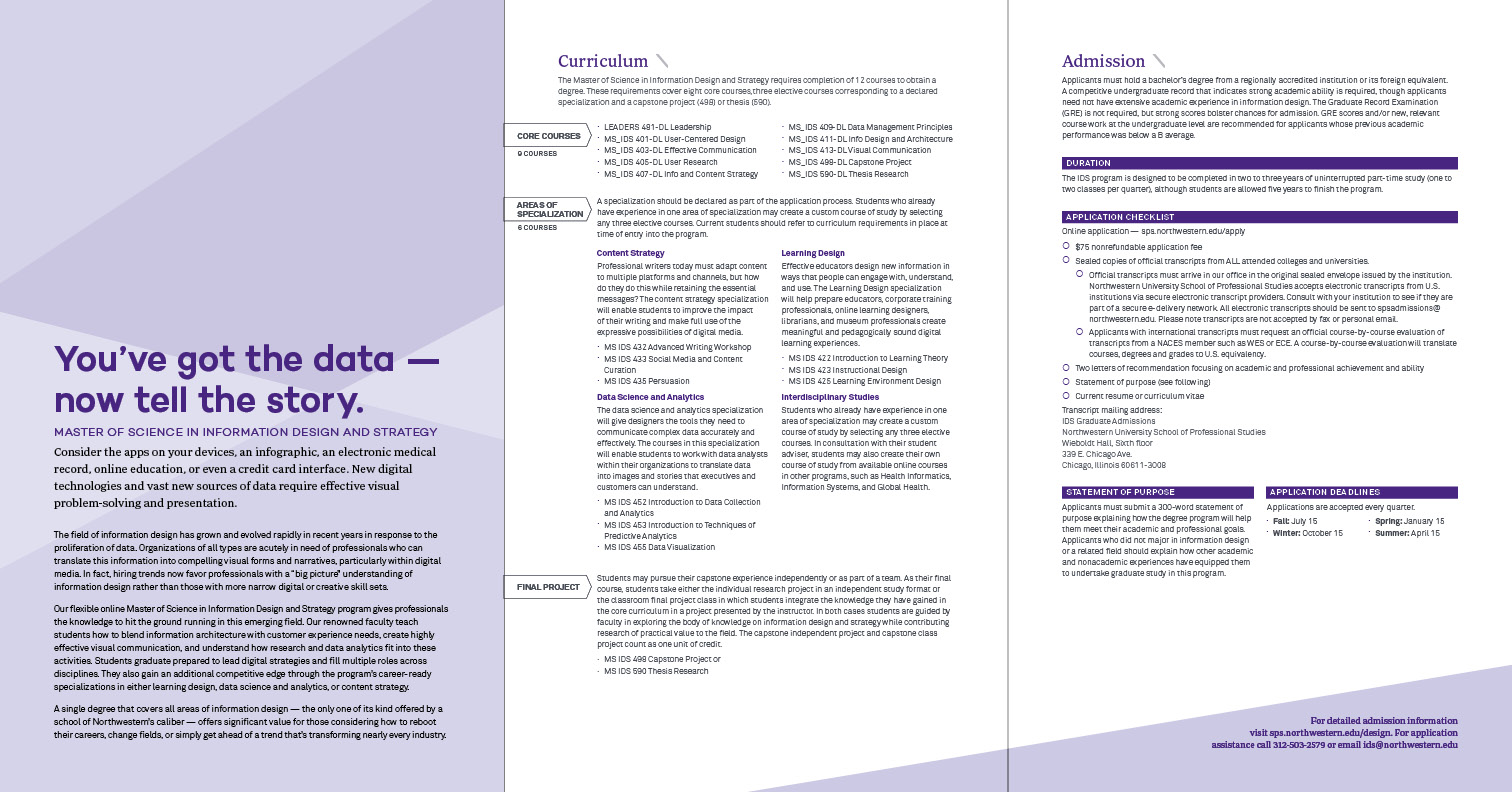 You've got the data —
now tell the story.
MASTER OF SCIENCE IN INFORMATION DESIGN AND STRATEGY
Consider the apps on your devices, an infographic, an electronic medical
record, online education, or even a credit card interface. New digital
technologies and vast new sources of data require effective visual
problem-solving and presentation.
The field of information design has grown and evolved rapidly in recent years in response to the
proliferation of data. Organizations of all types are acutely in need of professionals who can
translate this information into compelling visual forms and narratives, particularly within digital
media. In fact, hiring trends now favor professionals with a "big picture" understanding of
information design rather than those with more narrow digital or creative skill sets.
Our flexible online Master of Science in Information Design and Strategy program gives professionals
the knowledge to hit the ground running in this emerging field. Our renowned faculty teach
students how to blend information architecture with customer experience needs, create highly
effective visual communication, and understand how research and data analytics fit into these
activities. Students graduate prepared to lead digital strategies and fill multiple roles across
disciplines. They also gain an additional competitive edge through the program's career-ready
specializations in either learning design, data science and analytics, or content strategy.
A single degree that covers all areas of information design — the only one of its kind offered by a
school of Northwestern's caliber — offers significant value for those considering how to reboot
their careers, change fields, or simply get ahead of a trend that's transforming nearly every industry.
Curriculum
The Master of Science in Information Design and Strategy requires completion of 12 courses to obtain a
degree. These requirements cover eight core courses,three elective courses corresponding to a declared
specialization and a capstone project (498) or thesis (590).
CORE COURSES
9 COURSES
· LEADERS 481-DL Leadership
· MS_IDS 401-DL User-Centered Design
· MS_IDS 403-DL Effective Communication
· MS_IDS 405-DL User Research
· MS_IDS 407-DL Info and Content Strategy
· MS_IDS 409-DL Data Management Principles
· MS_IDS 411-DL Info Design and Architecture
· MS_IDS 413-DL Visual Communication
· MS_IDS 498-DL Capstone Project
· MS_IDS 590-DL Thesis Research
AREAS OF
SPECIALIZATION
6 COURSES
A specialization should be declared as part of the application process. Students who already
have experience in one area of specialization may create a custom course of study by selecting
any three elective courses. Current students should refer to curriculum requirements in place at
time of entry into the program.
Content Strategy
Professional writers today must adapt content
to multiple platforms and channels, but how
do they do this while retaining the essential
messages? The content strategy specialization
will enable students to improve the impact
of their writing and make full use of the
expressive possibilities of digital media.
· MS IDS 432 Advanced Writing Workshop
· MS IDS 433 Social Media and Content
Curation
· MS IDS 435 Persuasion
Learning Design
Effective educators design new information in
ways that people can engage with, understand,
and use. The Learning Design specialization
will help prepare educators, corporate training
professionals, online learning designers,
librarians, and museum professionals create
meaningful and pedagogically sound digital
learning experiences.
· MS IDS 422 Introduction to Learning Theory
· MS IDS 423 Instructional Design
· MS IDS 425 Learning Environment Design
Data Science and Analytics
The data science and analytics specialization
will give designers the tools they need to
communicate complex data accurately and
effectively. The courses in this specialization
will enable students to work with data analysts
within their organizations to translate data
into images and stories that executives and
customers can understand.
· MS IDS 452 Introduction to Data Collection
and Analytics
· MS IDS 453 Introduction to Techniques of
Predictive Analytics
· MS IDS 455 Data Visualization
Interdisciplinary Studies
Students who already have experience in one
area of specialization may create a custom
course of study by selecting any three elective
courses. In consultation with their student
adviser, students may also create their own
course of study from available online courses
in other programs, such as Health Informatics,
Information Systems, and Global Health.
FINAL PROJECT
Students may pursue their capstone experience independently or as part of a team. As their final
course, students take either the individual research project in an independent study format or
the classroom final project class in which students integrate the knowledge they have gained in
the core curriculum in a project presented by the instructor. In both cases students are guided by
faculty in exploring the body of knowledge on information design and strategy while contributing
research of practical value to the field. The capstone independent project and capstone class
project count as one unit of credit.
· MS IDS 498 Capstone Project or
· MS IDS 590 Thesis Research
Admission
Applicants must hold a bachelor's degree from a regionally accredited institution or its foreign equivalent.
A competitive undergraduate record that indicates strong academic ability is required, though applicants
need not have extensive academic experience in information design. The Graduate Record Examination
(GRE) is not required, but strong scores bolster chances for admission. GRE scores and/or new, relevant
course work at the undergraduate level are recommended for applicants whose previous academic
performance was below a B average.
DURATION
The IDS program is designed to be completed in two to three years of uninterrupted part-time study (one to
two classes per quarter), although students are allowed five years to finish the program.
APPLICATION CHECKLIST
Online application — sps.northwestern.edu/apply
$75 nonrefundable application fee
Sealed copies of official transcripts from ALL attended colleges and universities.
Official transcripts must arrive in our office in the original sealed envelope issued by the institution.
Northwestern University School of Professional Studies accepts electronic transcripts from U.S.
institutions via secure electronic transcript providers. Consult with your institution to see if they are
part of a secure e-delivery network. All electronic transcripts should be sent to spsadmissions@
northwestern.edu. Please note transcripts are not accepted by fax or personal email.
Applicants with international transcripts must request an official course-by-course evaluation of
transcripts from a NACES member such as WES or ECE. A course-by-course evaluation will translate
courses, degrees and grades to U.S. equivalency.
Two letters of recommendation focusing on academic and professional achievement and ability
Statement of purpose (see following)
Current resume or curriculum vitae
Transcript mailing address:
IDS Graduate Admissions
Northwestern University School of Professional Studies
Wieboldt Hall, Sixth floor
339 E. Chicago Ave.
Chicago, Illinois 60611-3008
STATEMENT OF PURPOSE
Applicants must submit a 300-word statement of
purpose explaining how the degree program will help
them meet their academic and professional goals.
Applicants who did not major in information design
or a related field should explain how other academic
and nonacademic experiences have equipped them
to undertake graduate study in this program.
APPLICATION DEADLINES
Applications are accepted every quarter.
· Fall: July 15
· Winter: October 15
· Spring: January 15
· Summer: April 15
For detailed admission information
visit sps.northwestern.edu/design. For application
assistance call 312-503-2579 or email ids@northwestern.edu